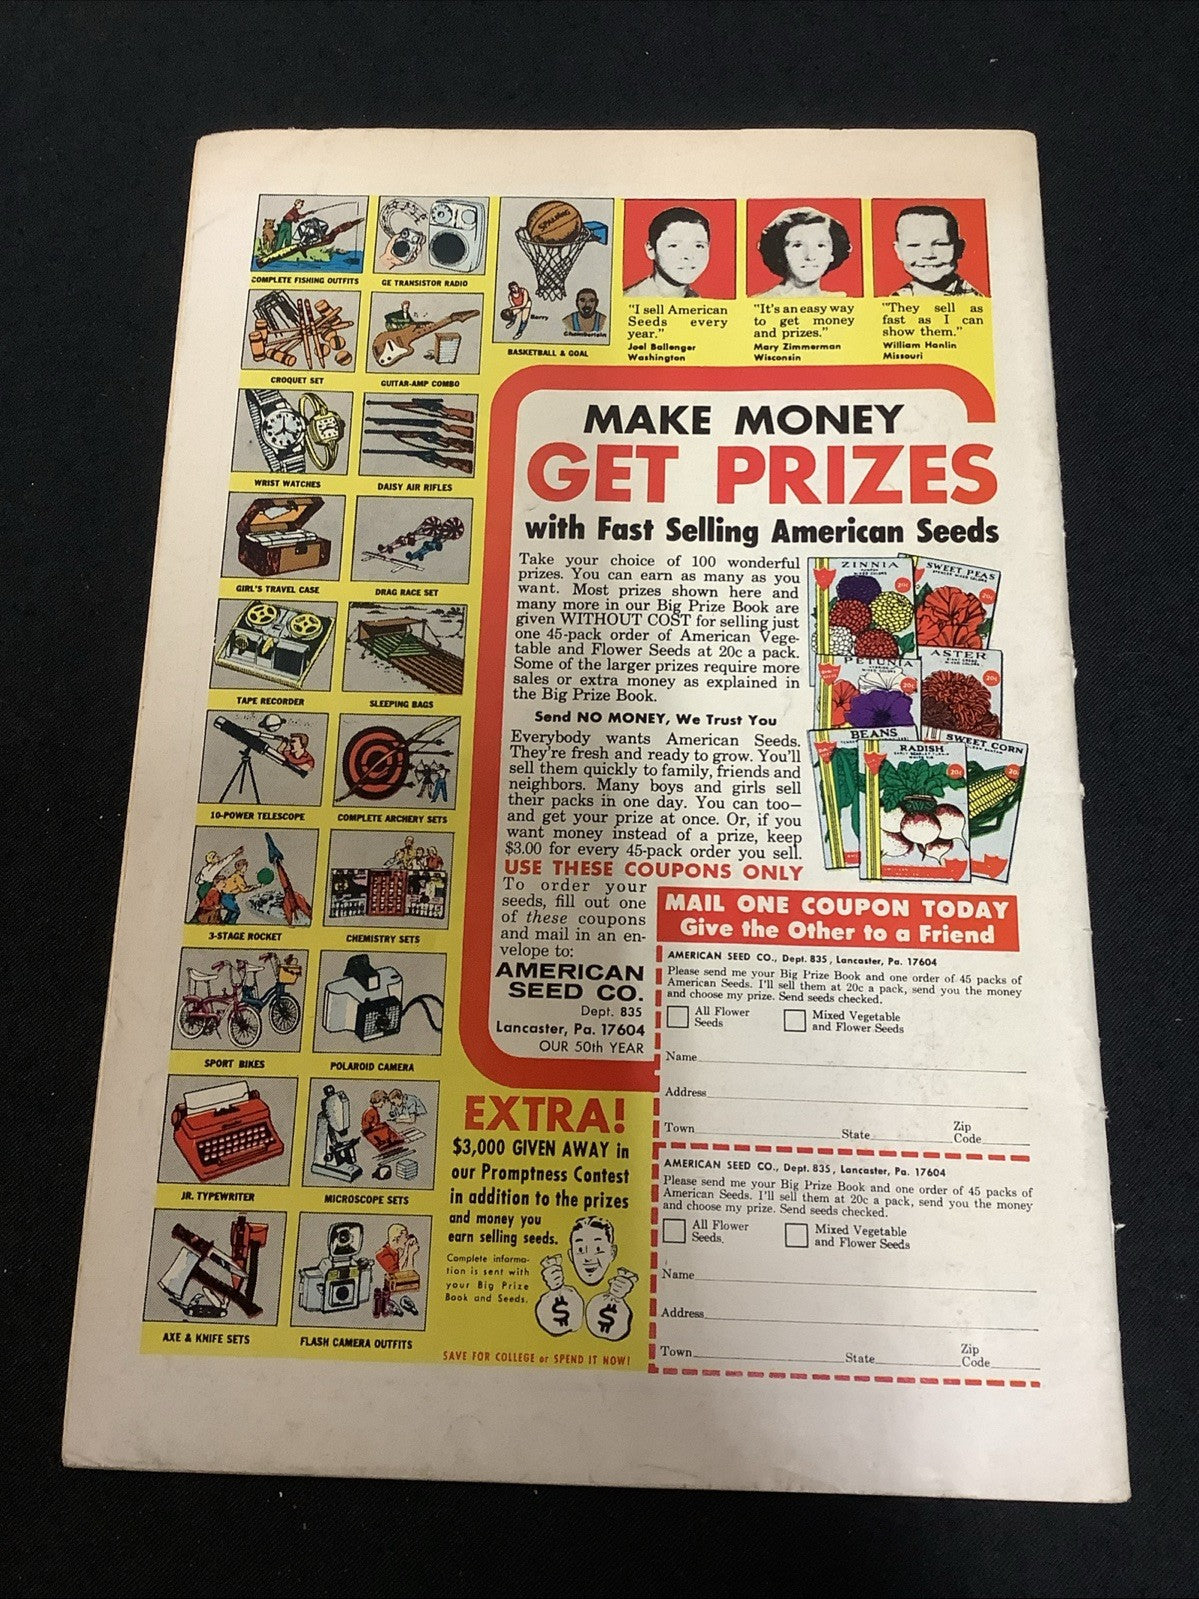 COMPLETE FISHING OUTFITS
GE TRANSISTOR RADIO
SPALDING
Barry
Chamberlain
BASKETBALL & GOAL
CROQUET SET
GUITAR-AMP COMBO
WRIST WATCHES
DAISY AIR RIFLES
GIRL'S TRAVEL CASE
DRAG RACE SET
TAPE RECORDER
SLEEPING BAGS
10-POWER TELESCOPE
COMPLETE ARCHERY SETS
3-STAGE ROCKET
CHEMISTRY SETS
SPORT BIKES
POLAROID CAMERA
JR. TYPEWRITER
MICROSCOPE SETS
AXE & KNIFE SETS
FLASH CAMERA OUTFITS
"I sell American
Seeds every
year."
Joel Ballenger
Washington
"It's an easy way
to get money
and prizes."
Mary Zimmerman
Wisconsin
"They sell as
fast as I can
show them."
William Hanlin
Missouri
MAKE MONEY
GET PRIZES
with Fast Selling American Seeds
Take your choice of 100 wonderful
prizes. You can earn as many as you
want. Most prizes shown here and
many more in our Big Prize Book are
given WITHOUT COST for selling just
one 45-pack order of American Vege-
table and Flower Seeds at 20c a pack.
Some of the larger prizes require more
sales or extra money as explained in
the Big Prize Book.
Send NO MONEY, We Trust You
Everybody wants American Seeds.
They're fresh and ready to grow. You'll
sell them quickly to family, friends and
neighbors. Many boys and girls sell
their packs in one day. You can too—
and get your prize at once. Or, if you
want money instead of a prize, keep
$3.00 for every 45-pack order you sell.
USE THESE COUPONS ONLY
To order your
seeds, fill out one
of these coupons
and mail in an en-
velope to:
AMERICAN
SEED CO.
Dept. 835
Lancaster, Pa. 17604
OUR 50th YEAR
ZINNIA
MIXED COLORS
20c
SWEET PEAS
20c
PETUNIA
MIXED COLORS
20c
ASTER
20c
BEANS
RADISH
20c
SWEET CORN
20c
MAIL ONE COUPON TODAY
Give the Other to a Friend
AMERICAN SEED CO., Dept. 835, Lancaster, Pa. 17604
Please send me your Big Prize Book and one order of 45 packs of
American Seeds. I'll sell them at 20c a pack, send you the money
and choose my prize. Send seeds checked.
All Flower
Seeds
Mixed Vegetable
and Flower Seeds
Name
Address
Town State Zip
Code
AMERICAN SEED CO., Dept. 835, Lancaster, Pa. 17604
Please send me your Big Prize Book and one order of 45 packs of
American Seeds. I'll sell them at 20c a pack, send you the money
and choose my prize. Send seeds checked.
All Flower
Seeds.
Mixed Vegetable
and Flower Seeds
Name
Address
Town State Zip
Code
EXTRA!
$3,000 GIVEN AWAY in
our Promptness Contest
in addition to the prizes
and money you
earn selling seeds.
Complete informa-
tion is sent with
your Big Prize
Book and Seeds.
$ $
SAVE FOR COLLEGE or SPEND IT NOW!